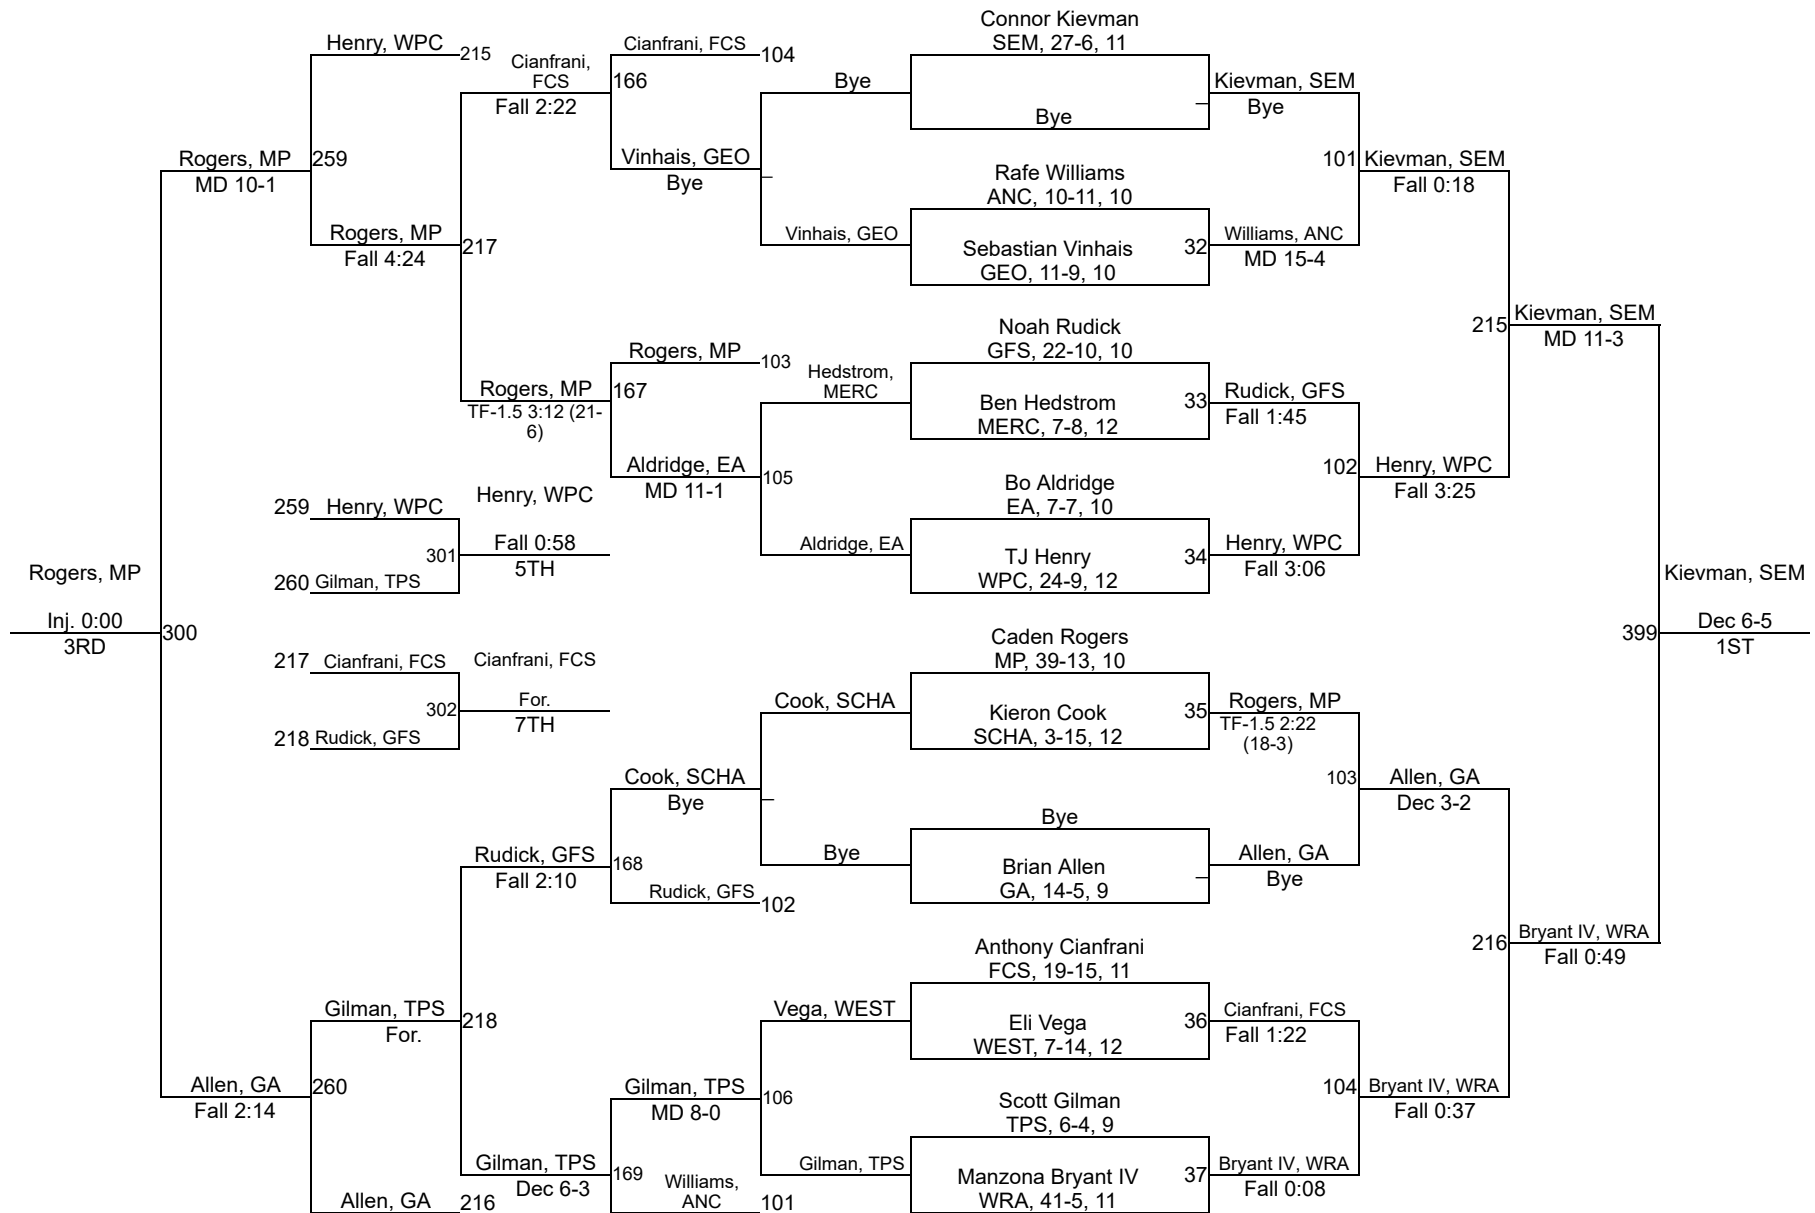 Connor Kievman
SEM, 27-6, 11
Henry, WPC
215
Cianfrani,
FCS
Fall 2:22
Cianfrani, FCS
104
166
Bye
Kievman, SEM
Bye
Bye
Vinhais, GEO
Bye
Rogers, MP
MD 10-1
259
101
Kievman, SEM
Fall 0:18
Rafe Williams
ANC, 10-11, 10
Rogers, MP
Fall 4:24
217
Vinhais, GEO
Sebastian Vinhais
GEO, 11-9, 10
32
Williams, ANC
MD 15-4
215
Kievman, SEM
MD 11-3
Noah Rudick
GFS, 22-10, 10
Rogers, MP
103
Hedstrom,
MERC
Rogers, MP
TF-1.5 3:12 (21-
6)
167
Ben Hedstrom
MERC, 7-8, 12
33
Rudick, GFS
Fall 1:45
Aldridge, EA
MD 11-1
105
102
Henry, WPC
Fall 3:25
Bo Aldridge
EA, 7-7, 10
259
Henry, WPC
Henry, WPC
301
Fall 0:58
5TH
260
Gilman, TPS
Aldridge, EA
TJ Henry
WPC, 24-9, 12
34
Henry, WPC
Fall 3:06
Rogers, MP
Inj. 0:00
3RD
300
Kievman, SEM
399
Dec 6-5
1ST
Caden Rogers
MP, 39-13, 10
217
Cianfrani, FCS
Cianfrani, FCS
302
For.
7TH
218
Rudick, GFS
Cook, SCHA
Kieron Cook
SCHA, 3-15, 12
35
Rogers, MP
TF-1.5 2:22
(18-3)
Cook, SCHA
Bye
103
Allen, GA
Dec 3-2
Bye
Rudick, GFS
Fall 2:10
168
Bye
Brian Allen
GA, 14-5, 9
Allen, GA
Bye
Rudick, GFS
102
216
Bryant IV, WRA
Fall 0:49
Anthony Cianfrani
FCS, 19-15, 11
Gilman, TPS
For.
218
Vega, WEST
Eli Vega
WEST, 7-14, 12
36
Cianfrani, FCS
Fall 1:22
Allen, GA
Fall 2:14
260
Gilman, TPS
MD 8-0
106
104
Bryant IV, WRA
Fall 0:37
Scott Gilman
TPS, 6-4, 9
Gilman, TPS
Dec 6-3
169
Gilman, TPS
Manzona Bryant IV
WRA, 41-5, 11
37
Bryant IV, WRA
Fall 0:08
Allen, GA
216
Williams,
ANC
101